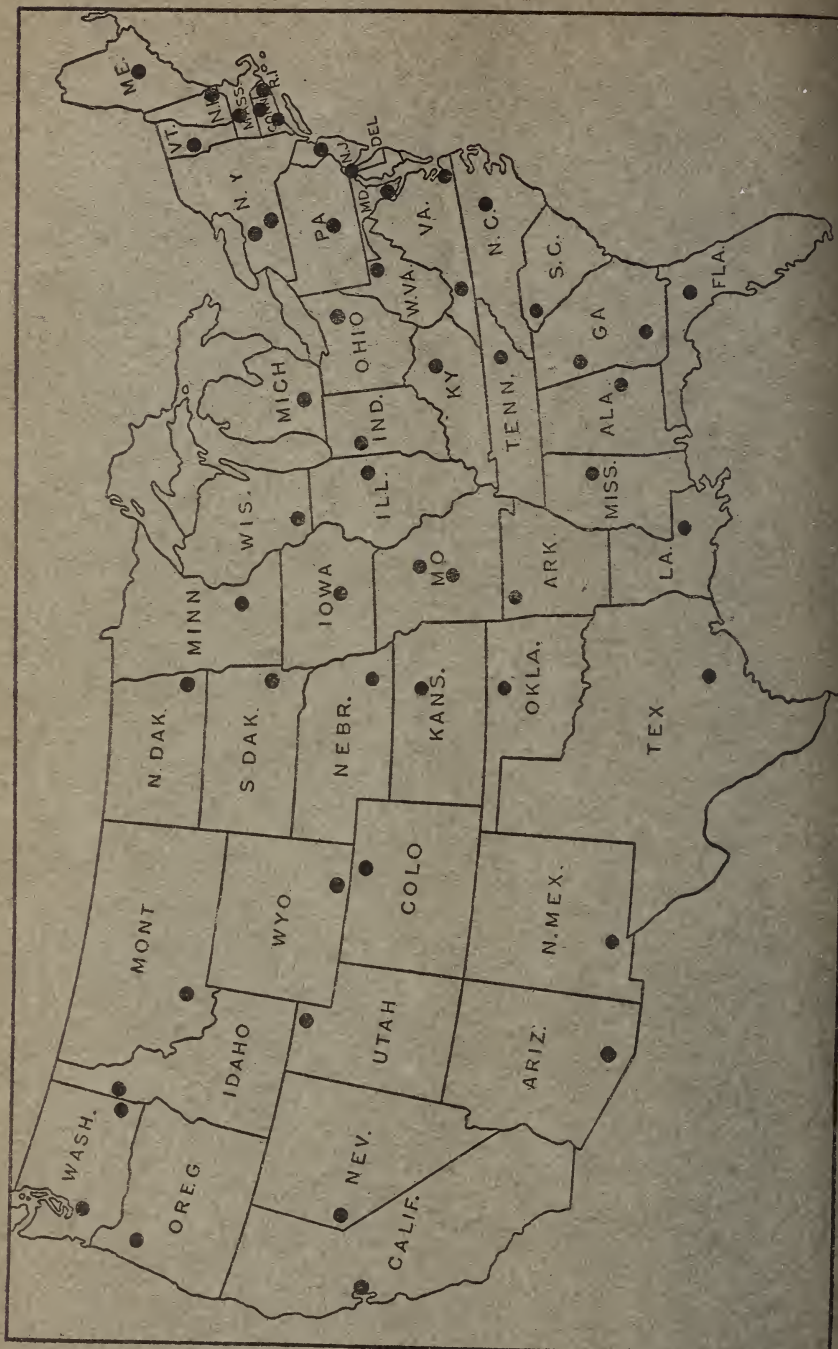 WASH.
OREG
CALIF.
NEV.
IDAHO
MONT
WYO.
UTAH
ARIZ.
COLO
N.MEX.
N. DAK.
S DAK.
NEBR.
KANS.
OKLA.
TEX
MINN
IOWA
MO
ARK.
LA.
WIS.
ILL.
MICH
IND.
OHIO
KY
TENN.
MISS.
ALA.
GA
FLA.
S.C.
N.C.
VA.
W.VA.
MD.
DEL
N.J.
PA
N.Y
VT.
N.H.
ME.
MASS.
CONN
R.I.